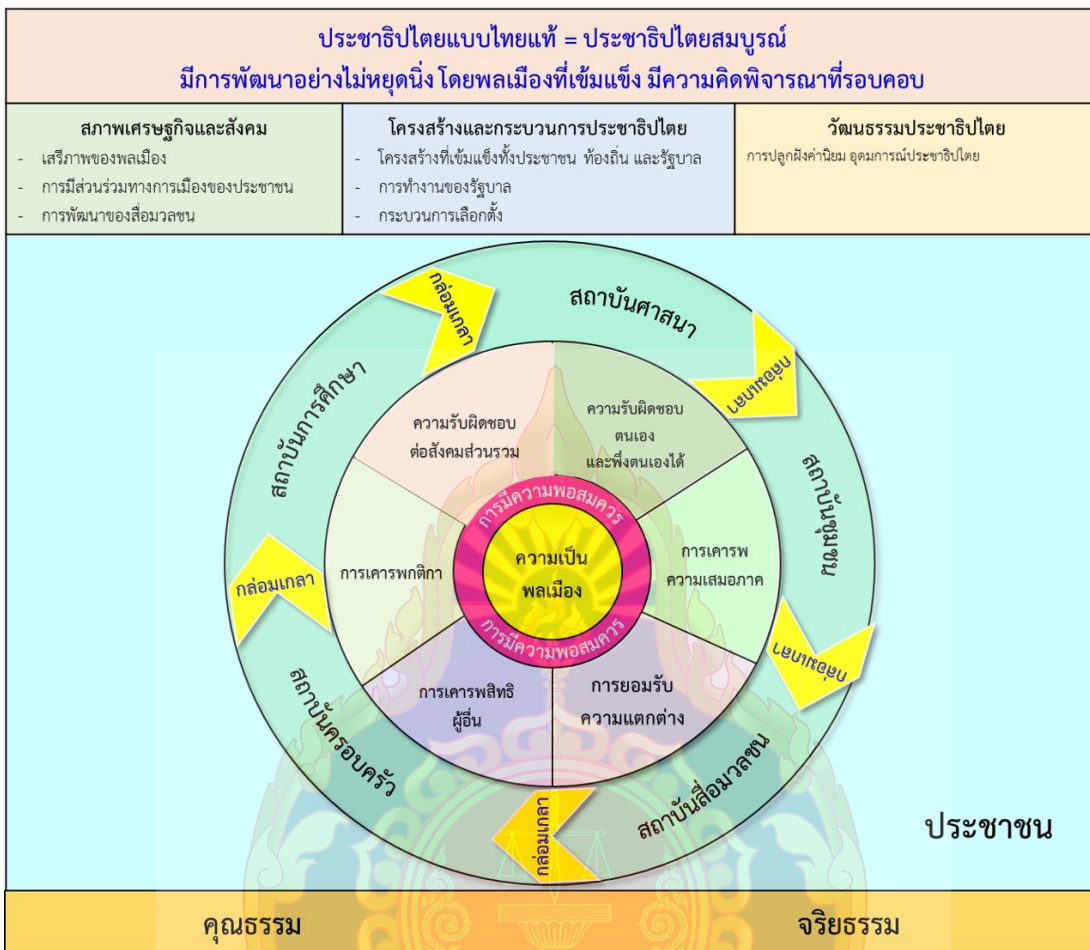 ประชาธิปไตยแบบไทยแท้ = ประชาธิปไตยสมบูรณ์
มีการพัฒนาอย่างไม่หยุดนิ่ง โดยพลเมืองที่เข้มแข็ง มีความคิดพิจารณาที่รอบคอบ
สภาพเศรษฐกิจและสังคม
- เสรีภาพของพลเมือง
- การมีส่วนร่วมทางการเมืองของประชาชน
- การพัฒนาของสื่อมวลชน
โครงสร้างและกระบวนการประชาธิปไตย
- โครงสร้างที่เข้มแข็งทั้งประชาชน ท้องถิ่น และรัฐบาล
- การทำงานของรัฐบาล
- กระบวนการเลือกตั้ง
วัฒนธรรมประชาธิปไตย
การปลูกฝังค่านิยม อุดมการณ์ประชาธิปไตย
กล่อมเกลา
สถาบันศาสนา
กล่อมเกลา
สถาบันการศึกษา
สถาบันชุมชน
ความรับผิดชอบ
ต่อสังคมส่วนรวม
ความรับผิดชอบ
ตนเอง
และพึ่งตนเองได้
การมีความพอสมควร
การเคารพกติกา
ความเป็น
พลเมือง
การเคารพ
ความเสมอภาค
กล่อมเกลา
การมีความพอสมควร
กล่อมเกลา
การเคารพสิทธิ
ผู้อื่น
การยอมรับ
ความแตกต่าง
สถาบันครอบครัว
สถาบันสื่อมวลชน
กล่อมเกลา
ประชาชน
คุณธรรม
จริยธรรม